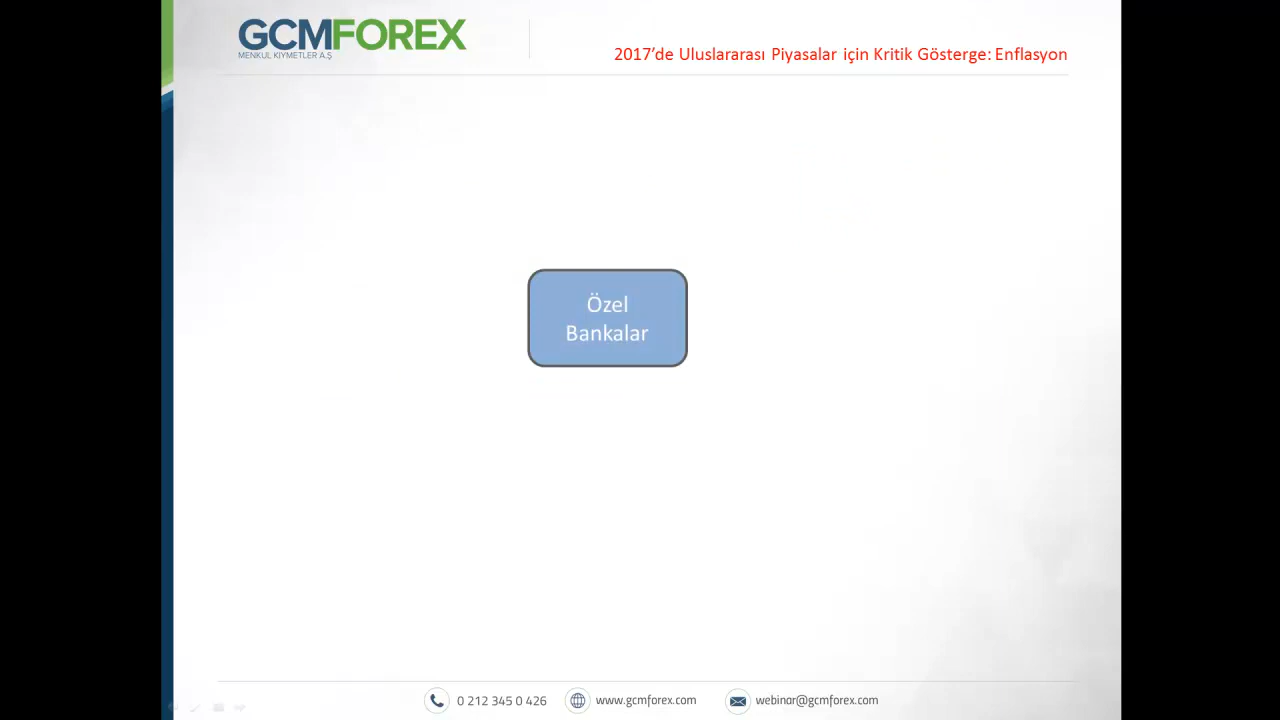 GCMFOREX
MENKUL KIYMETLER A.Ş
2017’de Uluslararası Piyasalar için Kritik Gösterge: Enflasyon
Özel
Bankalar
0 212 345 0 426
www.gcmforex.com
webinar@gcmforex.com